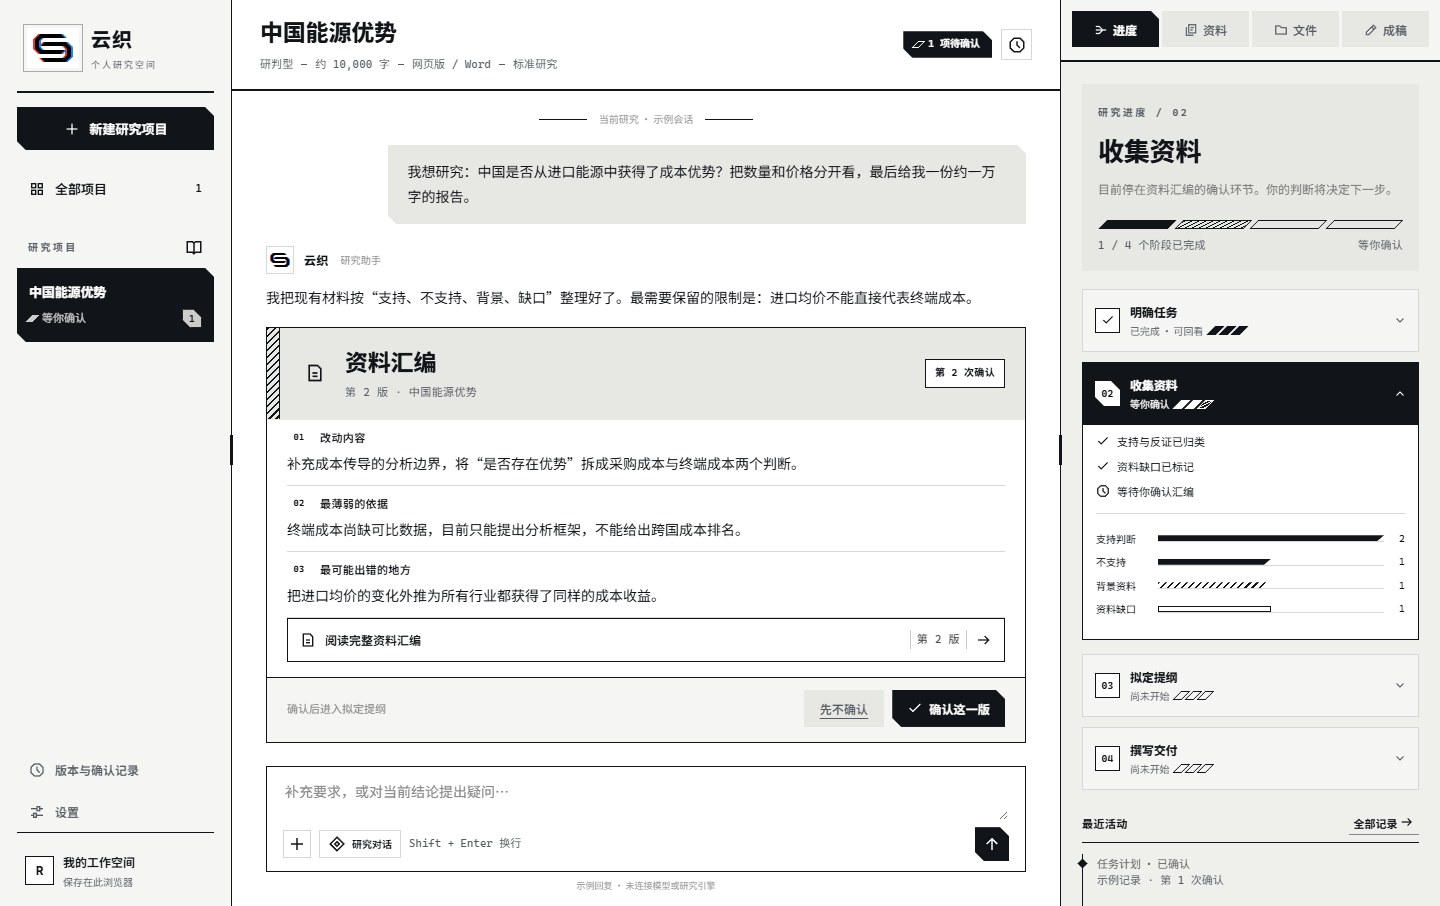 云织
个人研究空间
新建研究项目
全部项目 1
研究项目
中国能源优势
等你确认 1
版本与确认记录
设置
R
我的工作空间
保存在此浏览器
中国能源优势
研判型 — 约 10,000 字 — 网页版 / Word — 标准研究
1 项待确认
当前研究 · 示例会话
我想研究：中国是否从进口能源中获得了成本优势？把数量和价格分开看，最后给我一份约一万
字的报告。
云织 研究助手
我把现有材料按“支持、不支持、背景、缺口”整理好了。最需要保留的限制是：进口均价不能直接代表终端成本。
资料汇编
第 2 版 · 中国能源优势
第 2 次确认
01 改动内容
补充成本传导的分析边界，将“是否存在优势”拆成采购成本与终端成本两个判断。
02 最薄弱的依据
终端成本尚缺可比数据，目前只能提出分析框架，不能给出跨国成本排名。
03 最可能出错的地方
把进口均价的变化外推为所有行业都获得了同样的成本收益。
阅读完整资料汇编 第 2 版
确认后进入拟定提纲
先不确认
确认这一版
补充要求，或对当前结论提出疑问…
研究对话
Shift + Enter 换行
示例回复 · 未连接模型或研究引擎
进度
资料
文件
成稿
研究进度 / 02
收集资料
目前停在资料汇编的确认环节。你的判断将决定下一步。
1 / 4 个阶段已完成 等你确认
明确任务
已完成 · 可回看
02
收集资料
等你确认
支持与反证已归类
资料缺口已标记
等待你确认汇编
支持判断 2
不支持 1
背景资料 1
资料缺口 1
03
拟定提纲
尚未开始
04
撰写交付
尚未开始
最近活动
全部记录
任务计划 · 已确认
示例记录 · 第 1 次确认